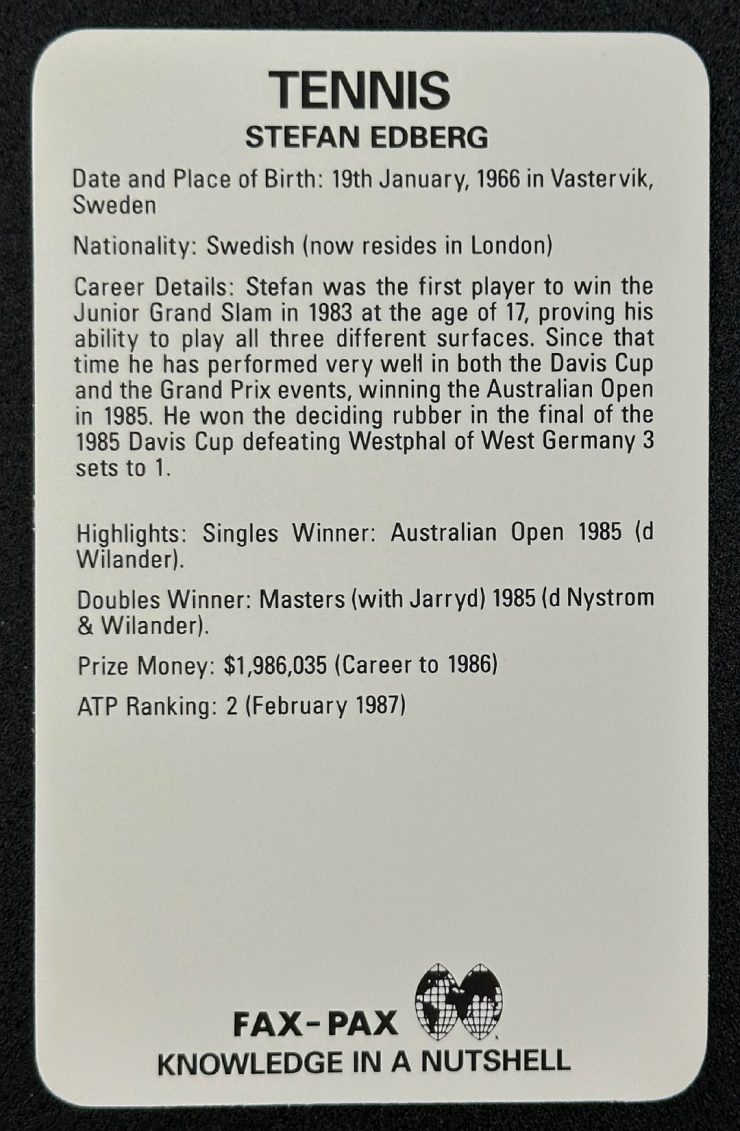 TENNIS
STEFAN EDBERG
Date and Place of Birth: 19th January, 1966 in Vastervik,
Sweden
Nationality: Swedish (now resides in London)
Career Details: Stefan was the first player to win the
Junior Grand Slam in 1983 at the age of 17, proving his
ability to play all three different surfaces. Since that
time he has performed very well in both the Davis Cup
and the Grand Prix events, winning the Australian Open
in 1985. He won the deciding rubber in the final of the
1985 Davis Cup defeating Westphal of West Germany 3
sets to 1.
Highlights: Singles Winner: Australian Open 1985 (d
Wilander).
Doubles Winner: Masters (with Jarryd) 1985 (d Nystrom
& Wilander).
Prize Money: $1,986,035 (Career to 1986)
ATP Ranking: 2 (February 1987)
FAX-PAX
KNOWLEDGE IN A NUTSHELL